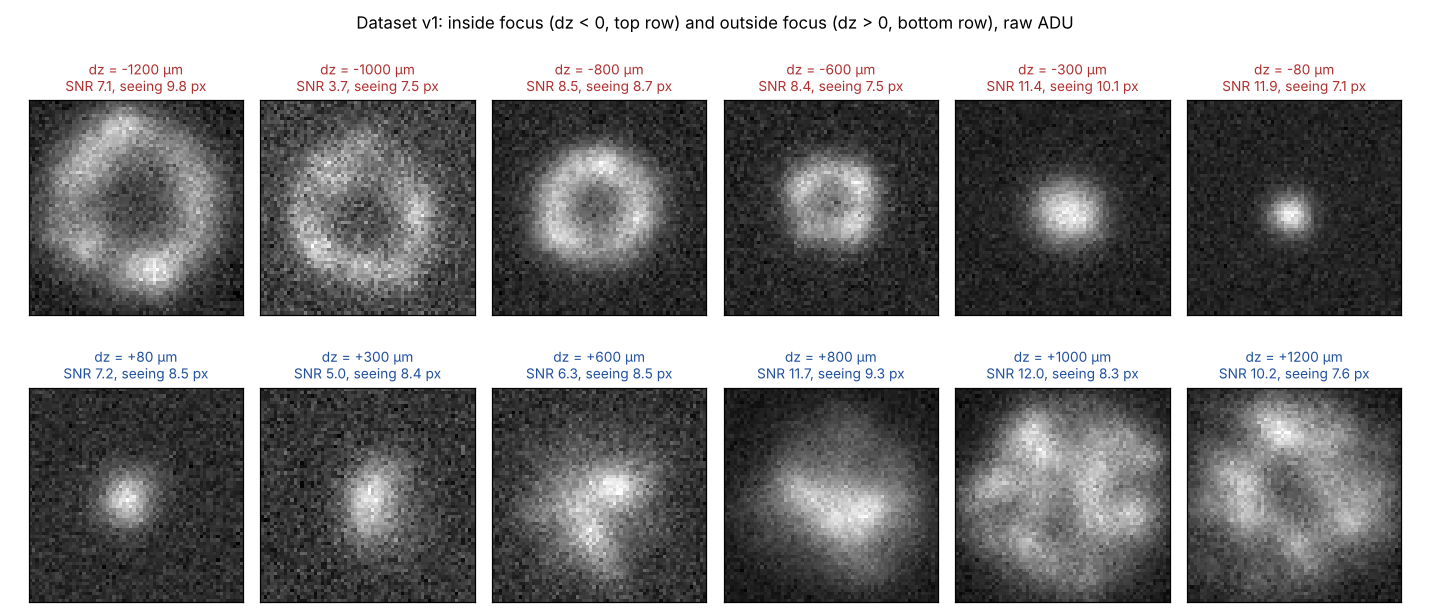 Dataset v1: inside focus (dz < 0, top row) and outside focus (dz > 0, bottom row), raw ADU
dz = -1200 μm
SNR 7.1, seeing 9.8 px
dz = -1000 μm
SNR 3.7, seeing 7.5 px
dz = -800 μm
SNR 8.5, seeing 8.7 px
dz = -600 μm
SNR 8.4, seeing 7.5 px
dz = -300 μm
SNR 11.4, seeing 10.1 px
dz = -80 μm
SNR 11.9, seeing 7.1 px
dz = +80 μm
SNR 7.2, seeing 8.5 px
dz = +300 μm
SNR 5.0, seeing 8.4 px
dz = +600 μm
SNR 6.3, seeing 8.5 px
dz = +800 μm
SNR 11.7, seeing 9.3 px
dz = +1000 μm
SNR 12.0, seeing 8.3 px
dz = +1200 μm
SNR 10.2, seeing 7.6 px